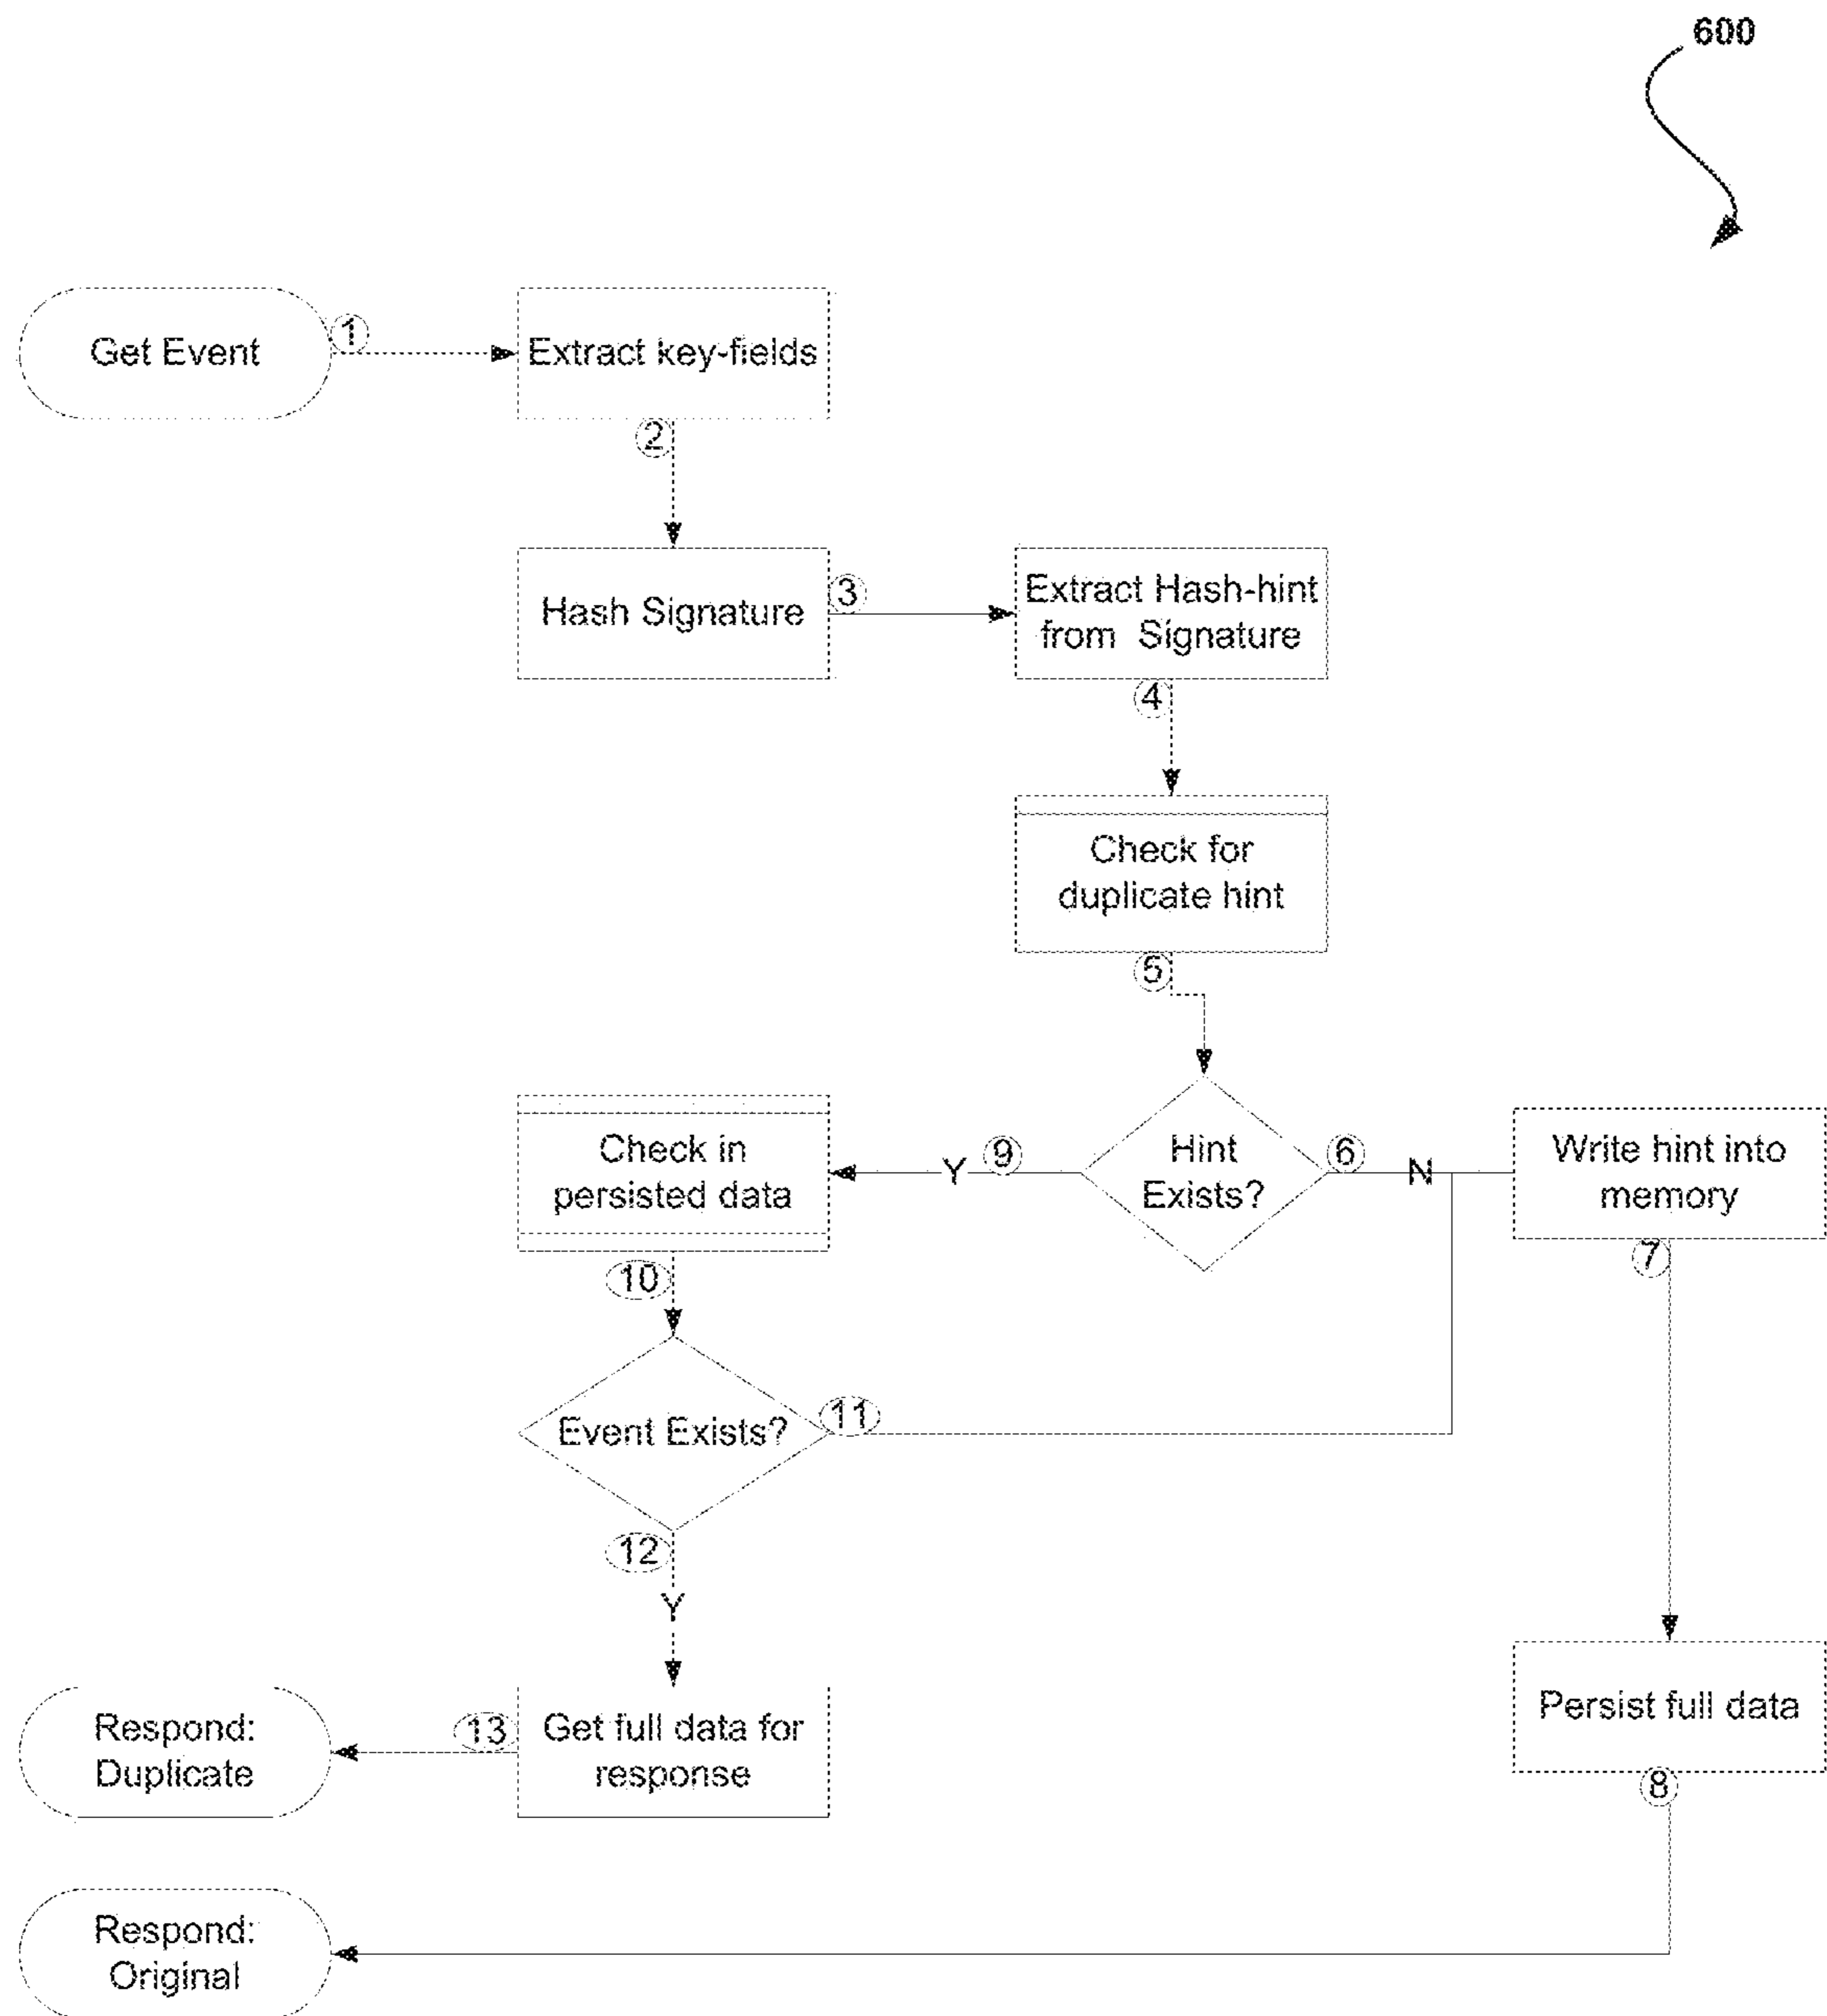 600
Get Event
1
Extract key-fields
2
Hash Signature
3
Extract Hash-hint
from Signature
4
Check for
duplicate hint
5
Hint
Exists?
6
N
Write hint into
memory
7
9
Y
Check in
persisted data
10
Event Exists?
11
12
Y
Get full data for
response
13
Respond:
Duplicate
Persist full data
8
Respond:
Original